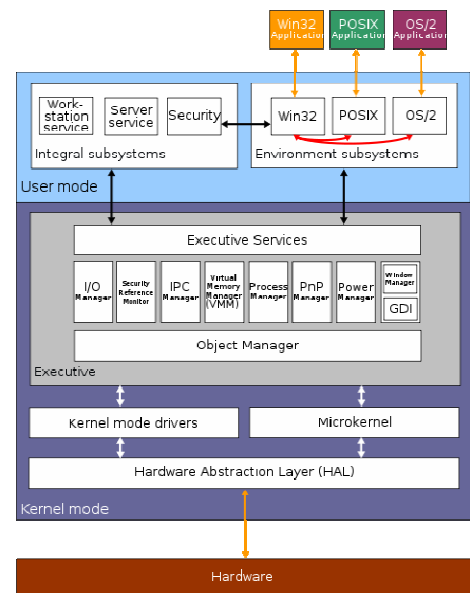 Win32
Application
POSIX
Application
OS/2
Application
Work-
station
service
Server
service
Security
Win32
POSIX
OS/2
Integral subsystems
Environment subsystems
User mode
Executive Services
I/O
Manager
Security
Reference
Monitor
IPC
Manager
Virtual
Memory
Manager
(VMM)
Process
Manager
PnP
Manager
Power
Manager
Window
Manager
GDI
Object Manager
Executive
Kernel mode drivers
Microkernel
Hardware Abstraction Layer (HAL)
Kernel mode
Hardware